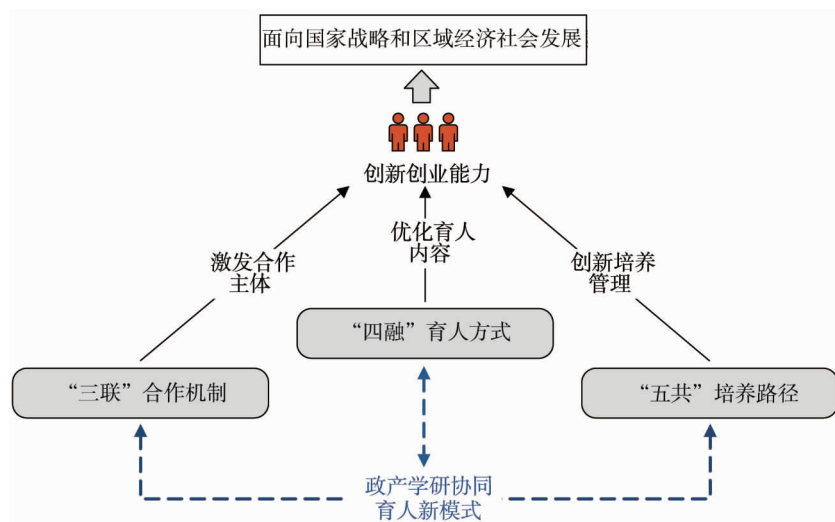 面向国家战略和区域经济社会发展
创新创业能力
激发合作
主体
优化育人
内容
创新培养
管理
“四融”育人方式
“三联”合作机制
“五共”培养路径
政产学研协同
育人新模式